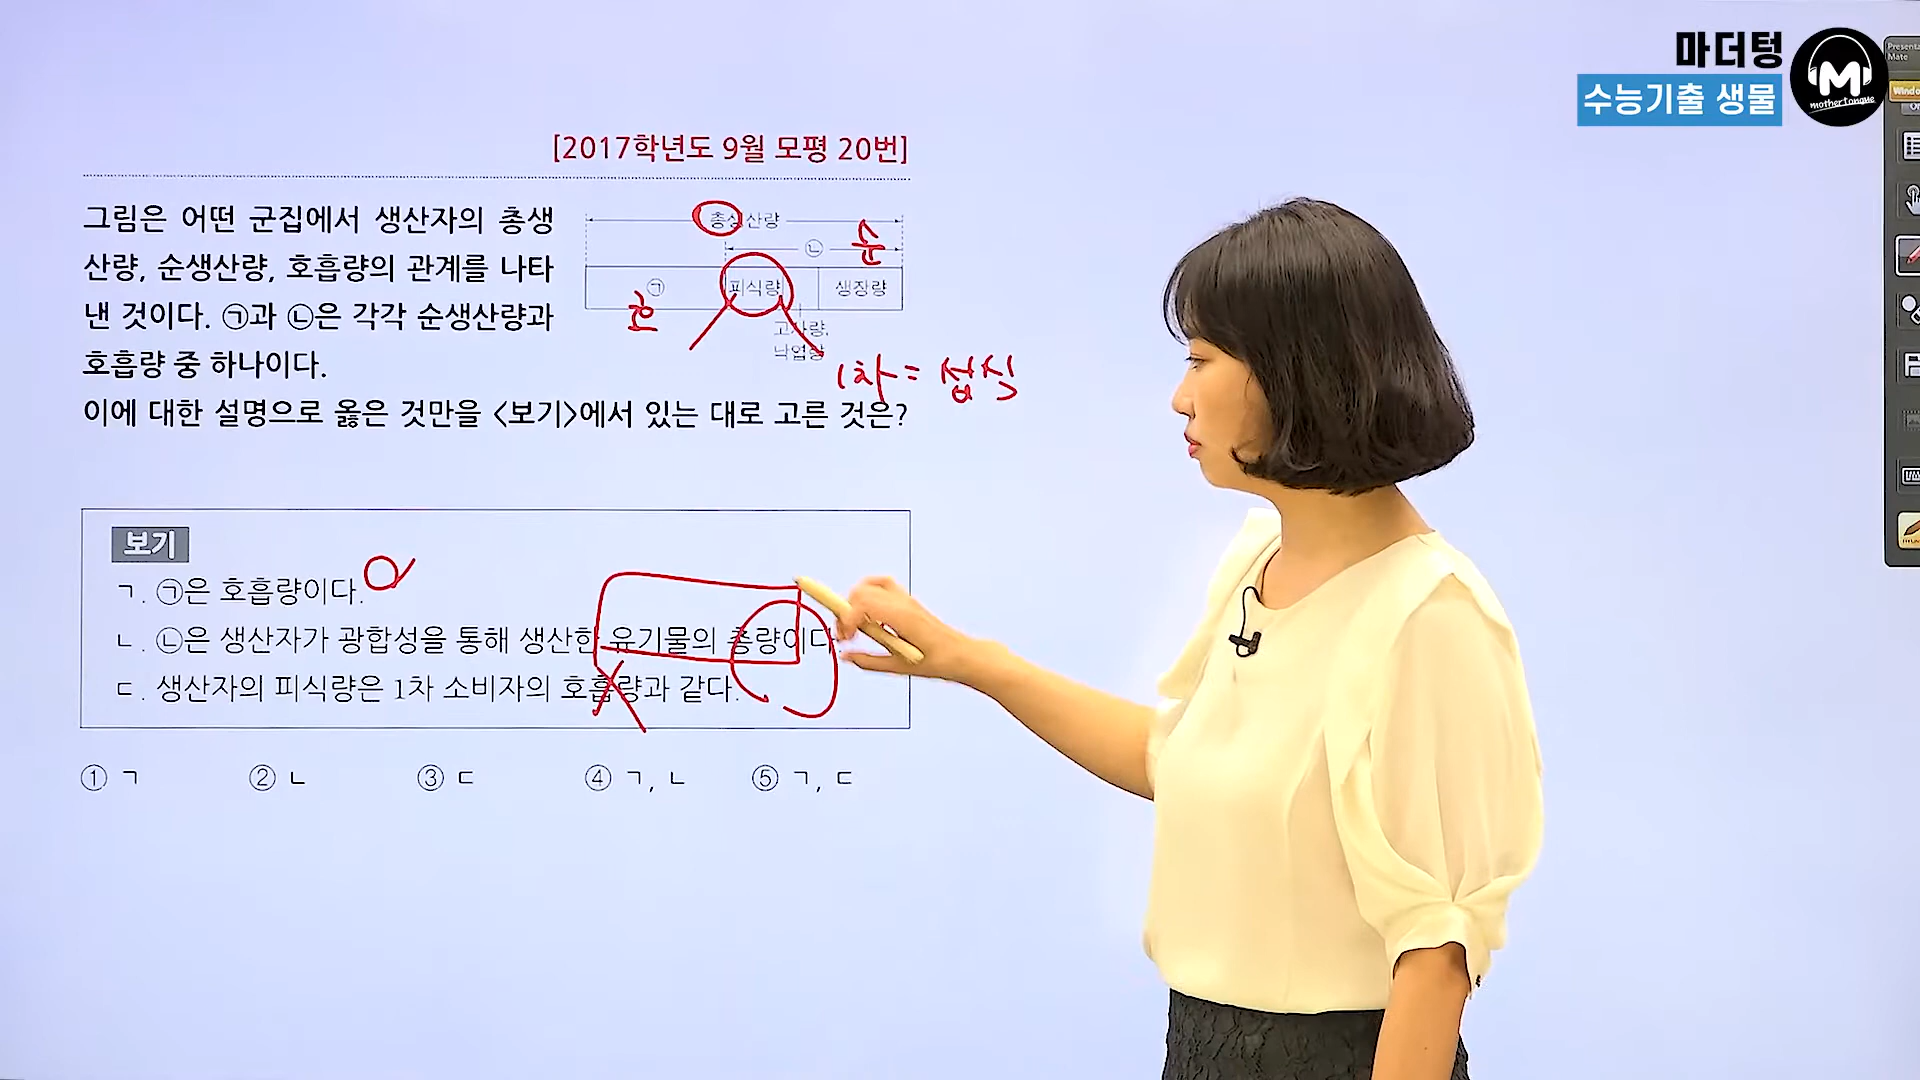 마더텅
수능기출 생물
mothertongue
Presenta
Mate
Windo
[2017학년도 9월 모평 20번]
그림은 어떤 군집에서 생산자의 총생
산량, 순생산량, 호흡량의 관계를 나타
낸 것이다. ㉠과 ㉡은 각각 순생산량과
호흡량 중 하나이다.
이에 대한 설명으로 옳은 것만을 <보기>에서 있는 대로 고른 것은?
총생산량
㉡ 순
㉠ 피식량 생장량
호
고사량,
낙엽량
1차 = 섭식
보기
ㄱ. ㉠은 호흡량이다.
ㄴ. ㉡은 생산자가 광합성을 통해 생산한 유기물의 총량이다.
ㄷ. 생산자의 피식량은 1차 소비자의 호흡량과 같다.
① ㄱ ② ㄴ ③ ㄷ ④ ㄱ, ㄴ ⑤ ㄱ, ㄷ